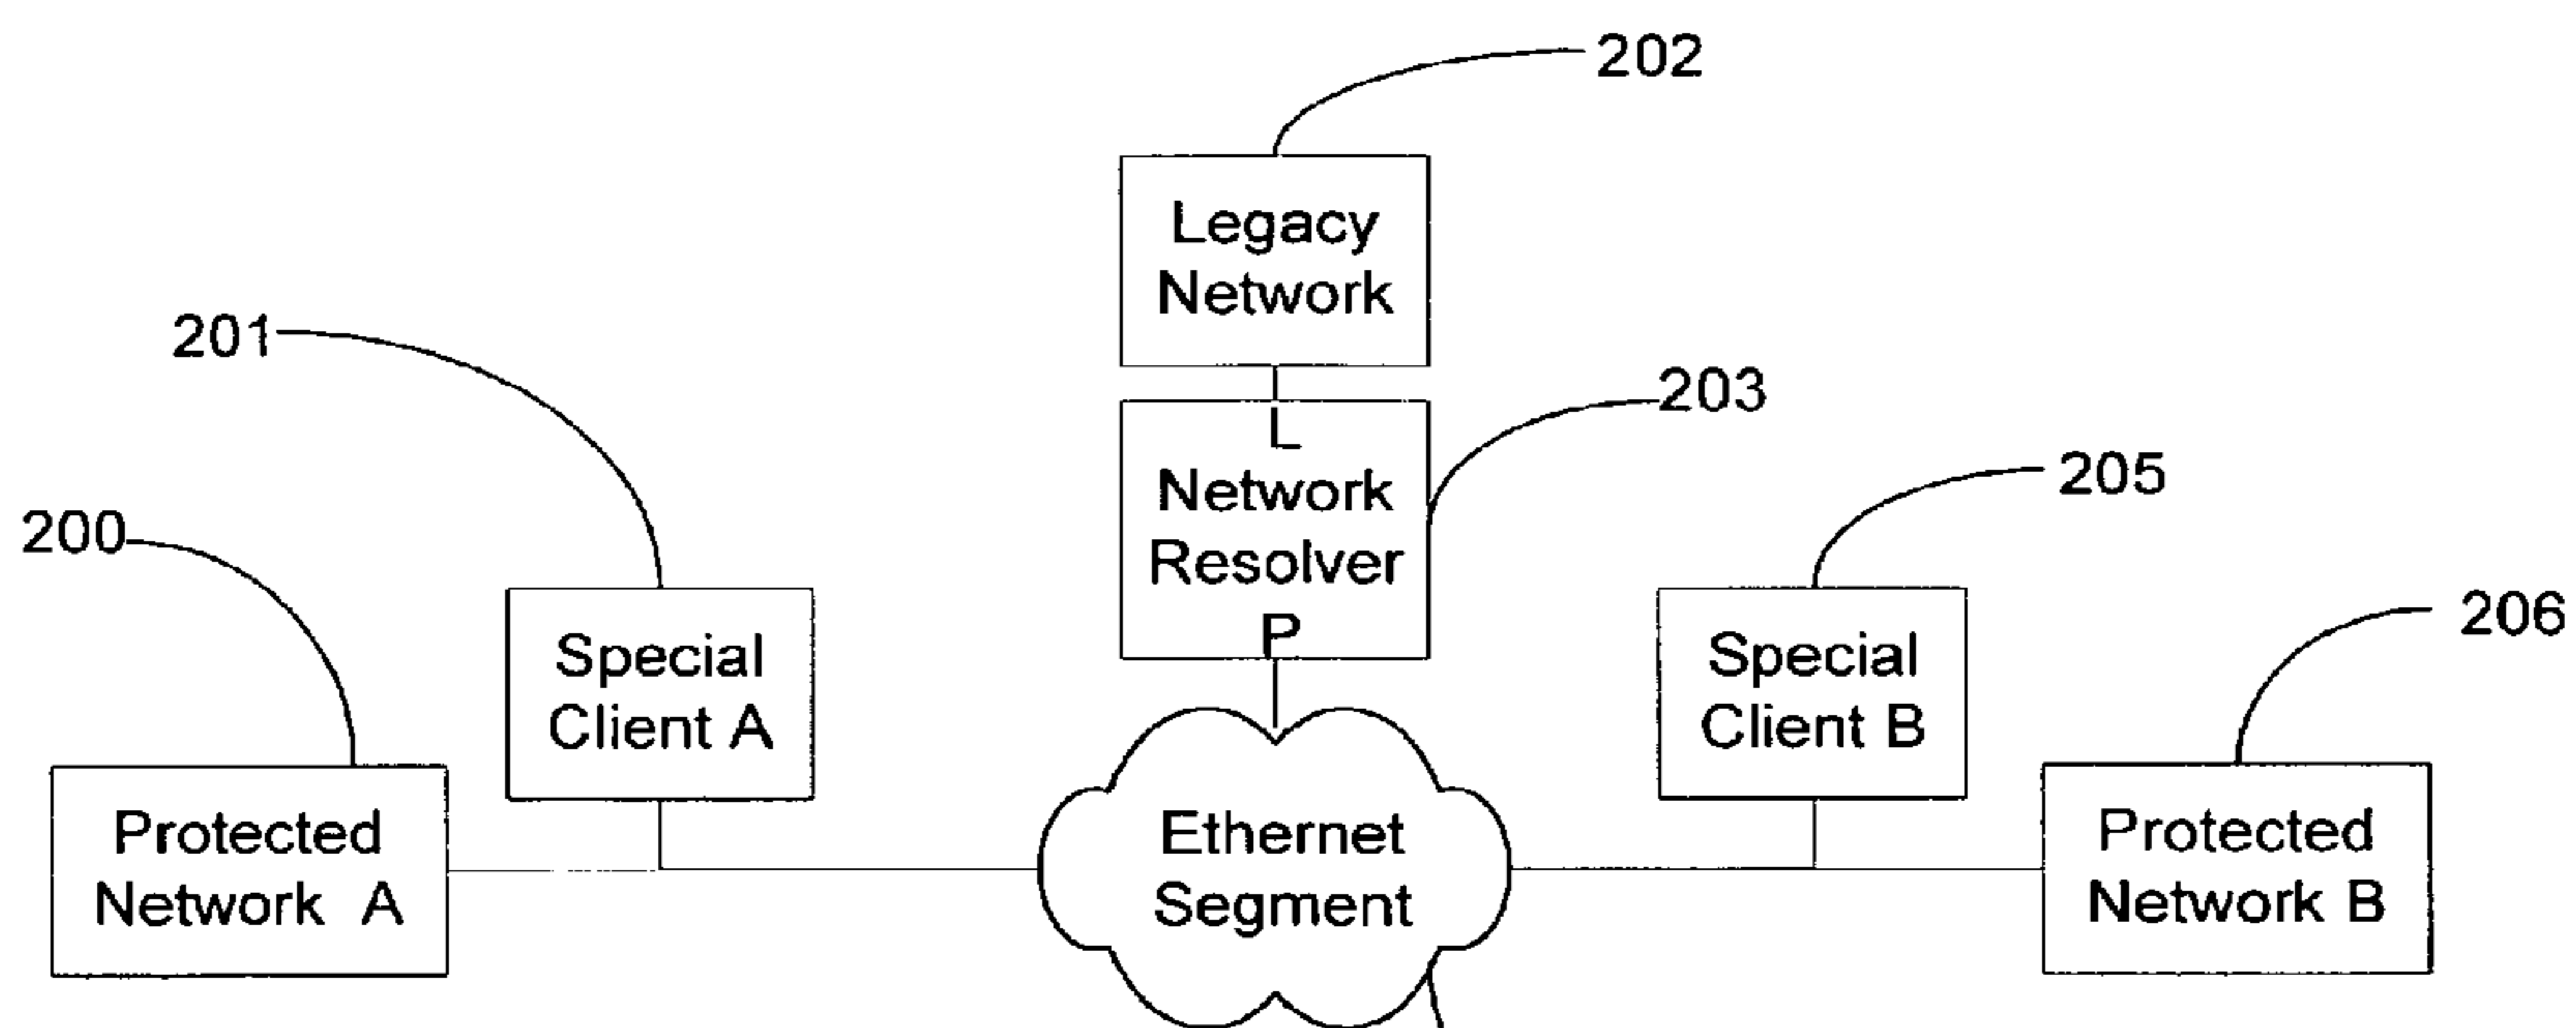 202
Legacy
Network
201
203
L
Network
Resolver
P
205
200
206
Special
Client A
Special
Client B
Protected
Network A
Ethernet
Segment
Protected
Network B